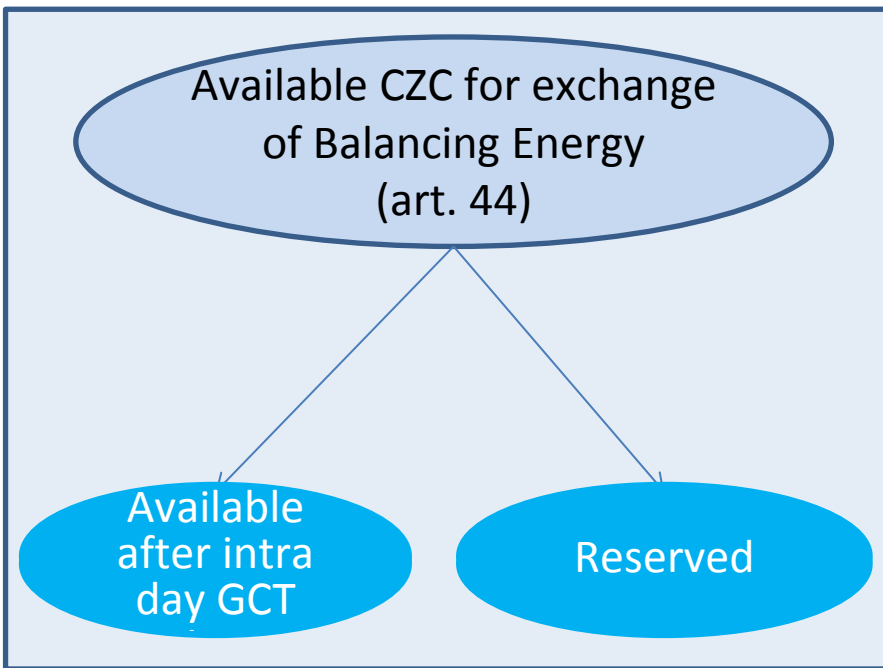 Available CZC for exchange
of Balancing Energy
(art. 44)
Available
after intra
day GCT
Reserved